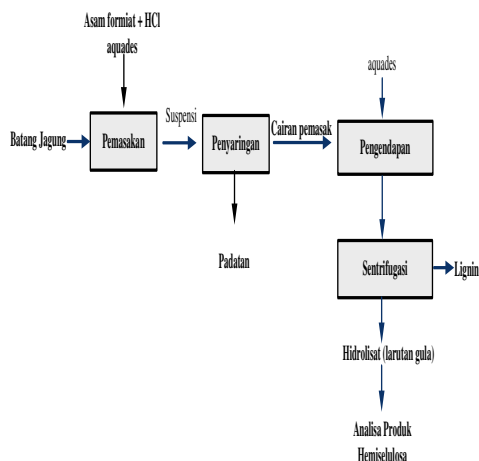 Asam formiat + HCl
aquades
aquades
Suspensi
Cairan pemasak
Batang Jagung
Pemasakan
Penyaringan
Pengendapan
Padatan
Sentrifugasi
Lignin
Hidrolisat (larutan gula)
Analisa Produk
Hemiselulosa